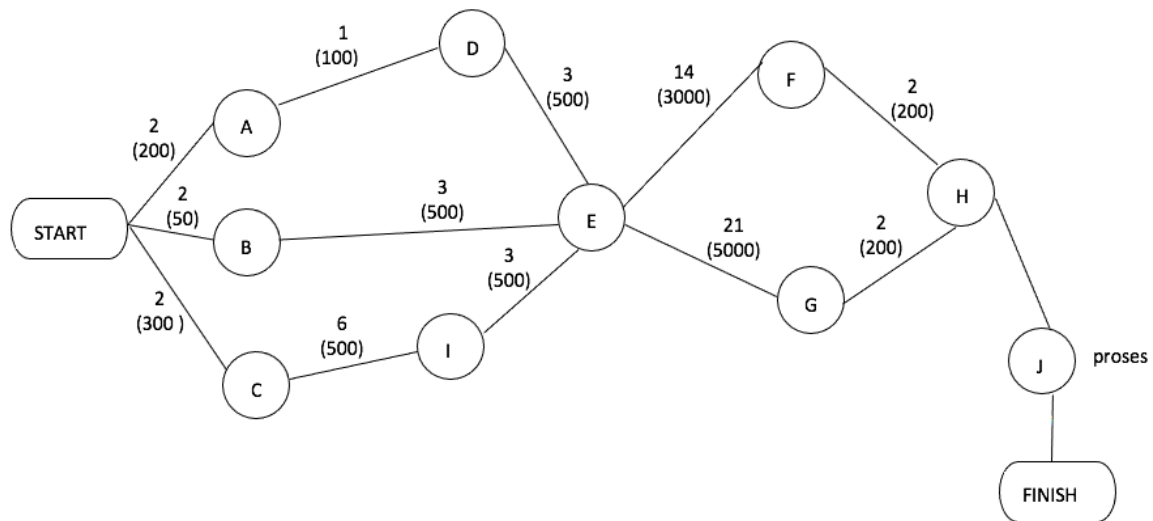 1
(100)
D
3
(500)
14
(3000)
F
2
(200)
2
(200)
A
START
2
(50)
B
3
(500)
E
H
21
(5000)
2
(200)
G
2
(300 )
6
(500)
3
(500)
I
C
J
proses
FINISH